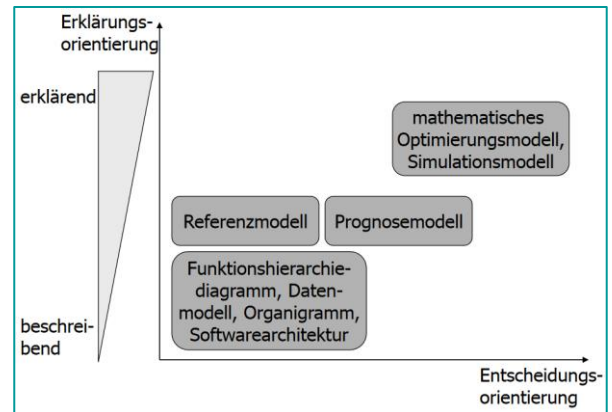 Erklärungs-
orientierung
erklärend
mathematisches
Optimierungsmodell,
Simulationsmodell
Referenzmodell
Prognosemodell
Funktionshierarchie-
diagramm, Daten-
modell, Organigramm,
Softwarearchitektur
beschrei-
bend
Entscheidungs-
orientierung